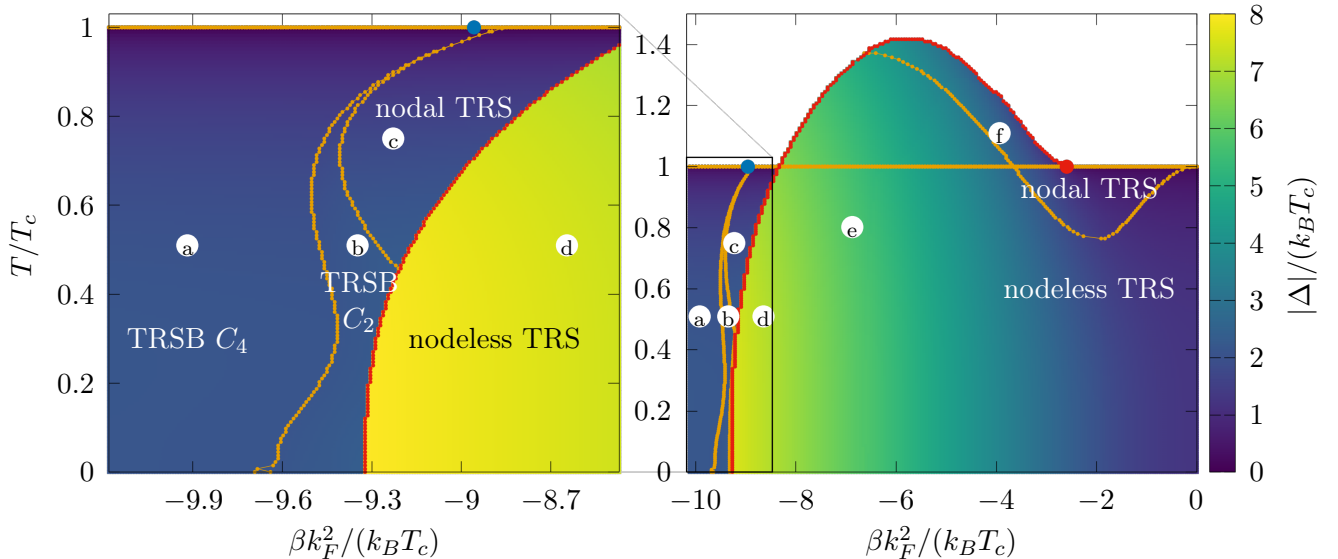 1
0.8
0.6
0.4
0.2
0
T/T_c
nodal TRS
c
a
b
d
TRSB
C_2
TRSB C_4
nodeless TRS
−9.9
−9.6
−9.3
−9
−8.7
βk_F^2/(k_BT_c)
1.4
1.2
1
0.8
0.6
0.4
0.2
0
f
nodal TRS
c
e
nodeless TRS
a
b
d
−10
−8
−6
−4
−2
0
βk_F^2/(k_BT_c)
8
7
6
5
4
3
2
1
0
|Δ|/(k_BT_c)